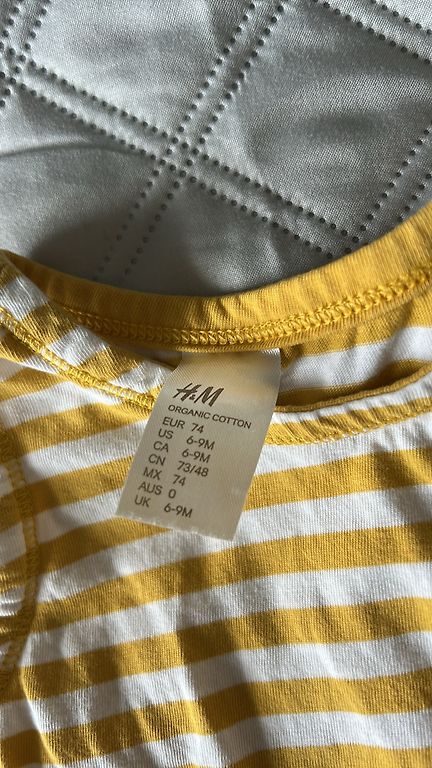 H&M
ORGANIC COTTON
EUR 74
US 6-9M
CA 6-9M
CN 73/48
MX 74
AUS 0
UK 6-9M